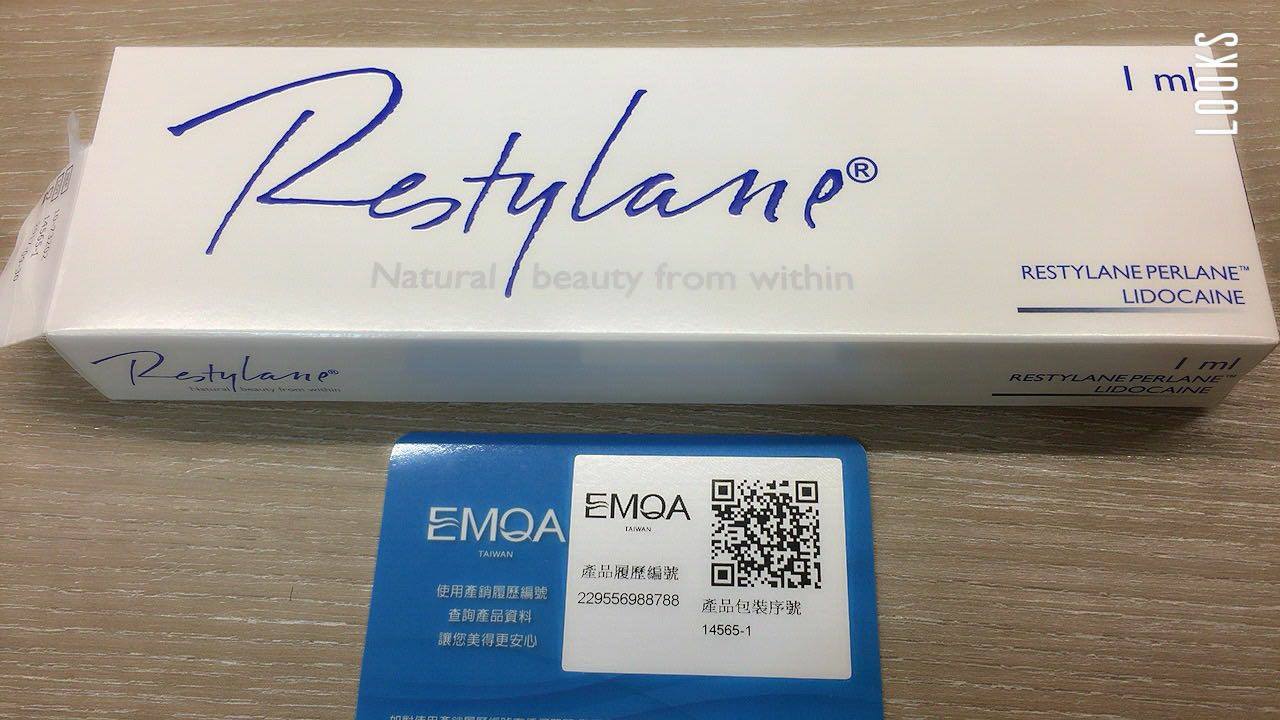 LOOKS
1 ml
Restylane®
Natural beauty from within
RESTYLANE PERLANE™
LIDOCAINE
14565-1
Restylane®
Natural beauty from within
1 ml
RESTYLANE PERLANE™
LIDOCAINE
EMQA
TAIWAN
使用產銷履歷編號
查詢產品資料
讓您美得更安心
EMQA
TAIWAN
產品履歷編號
229556988788
產品包裝序號
14565-1